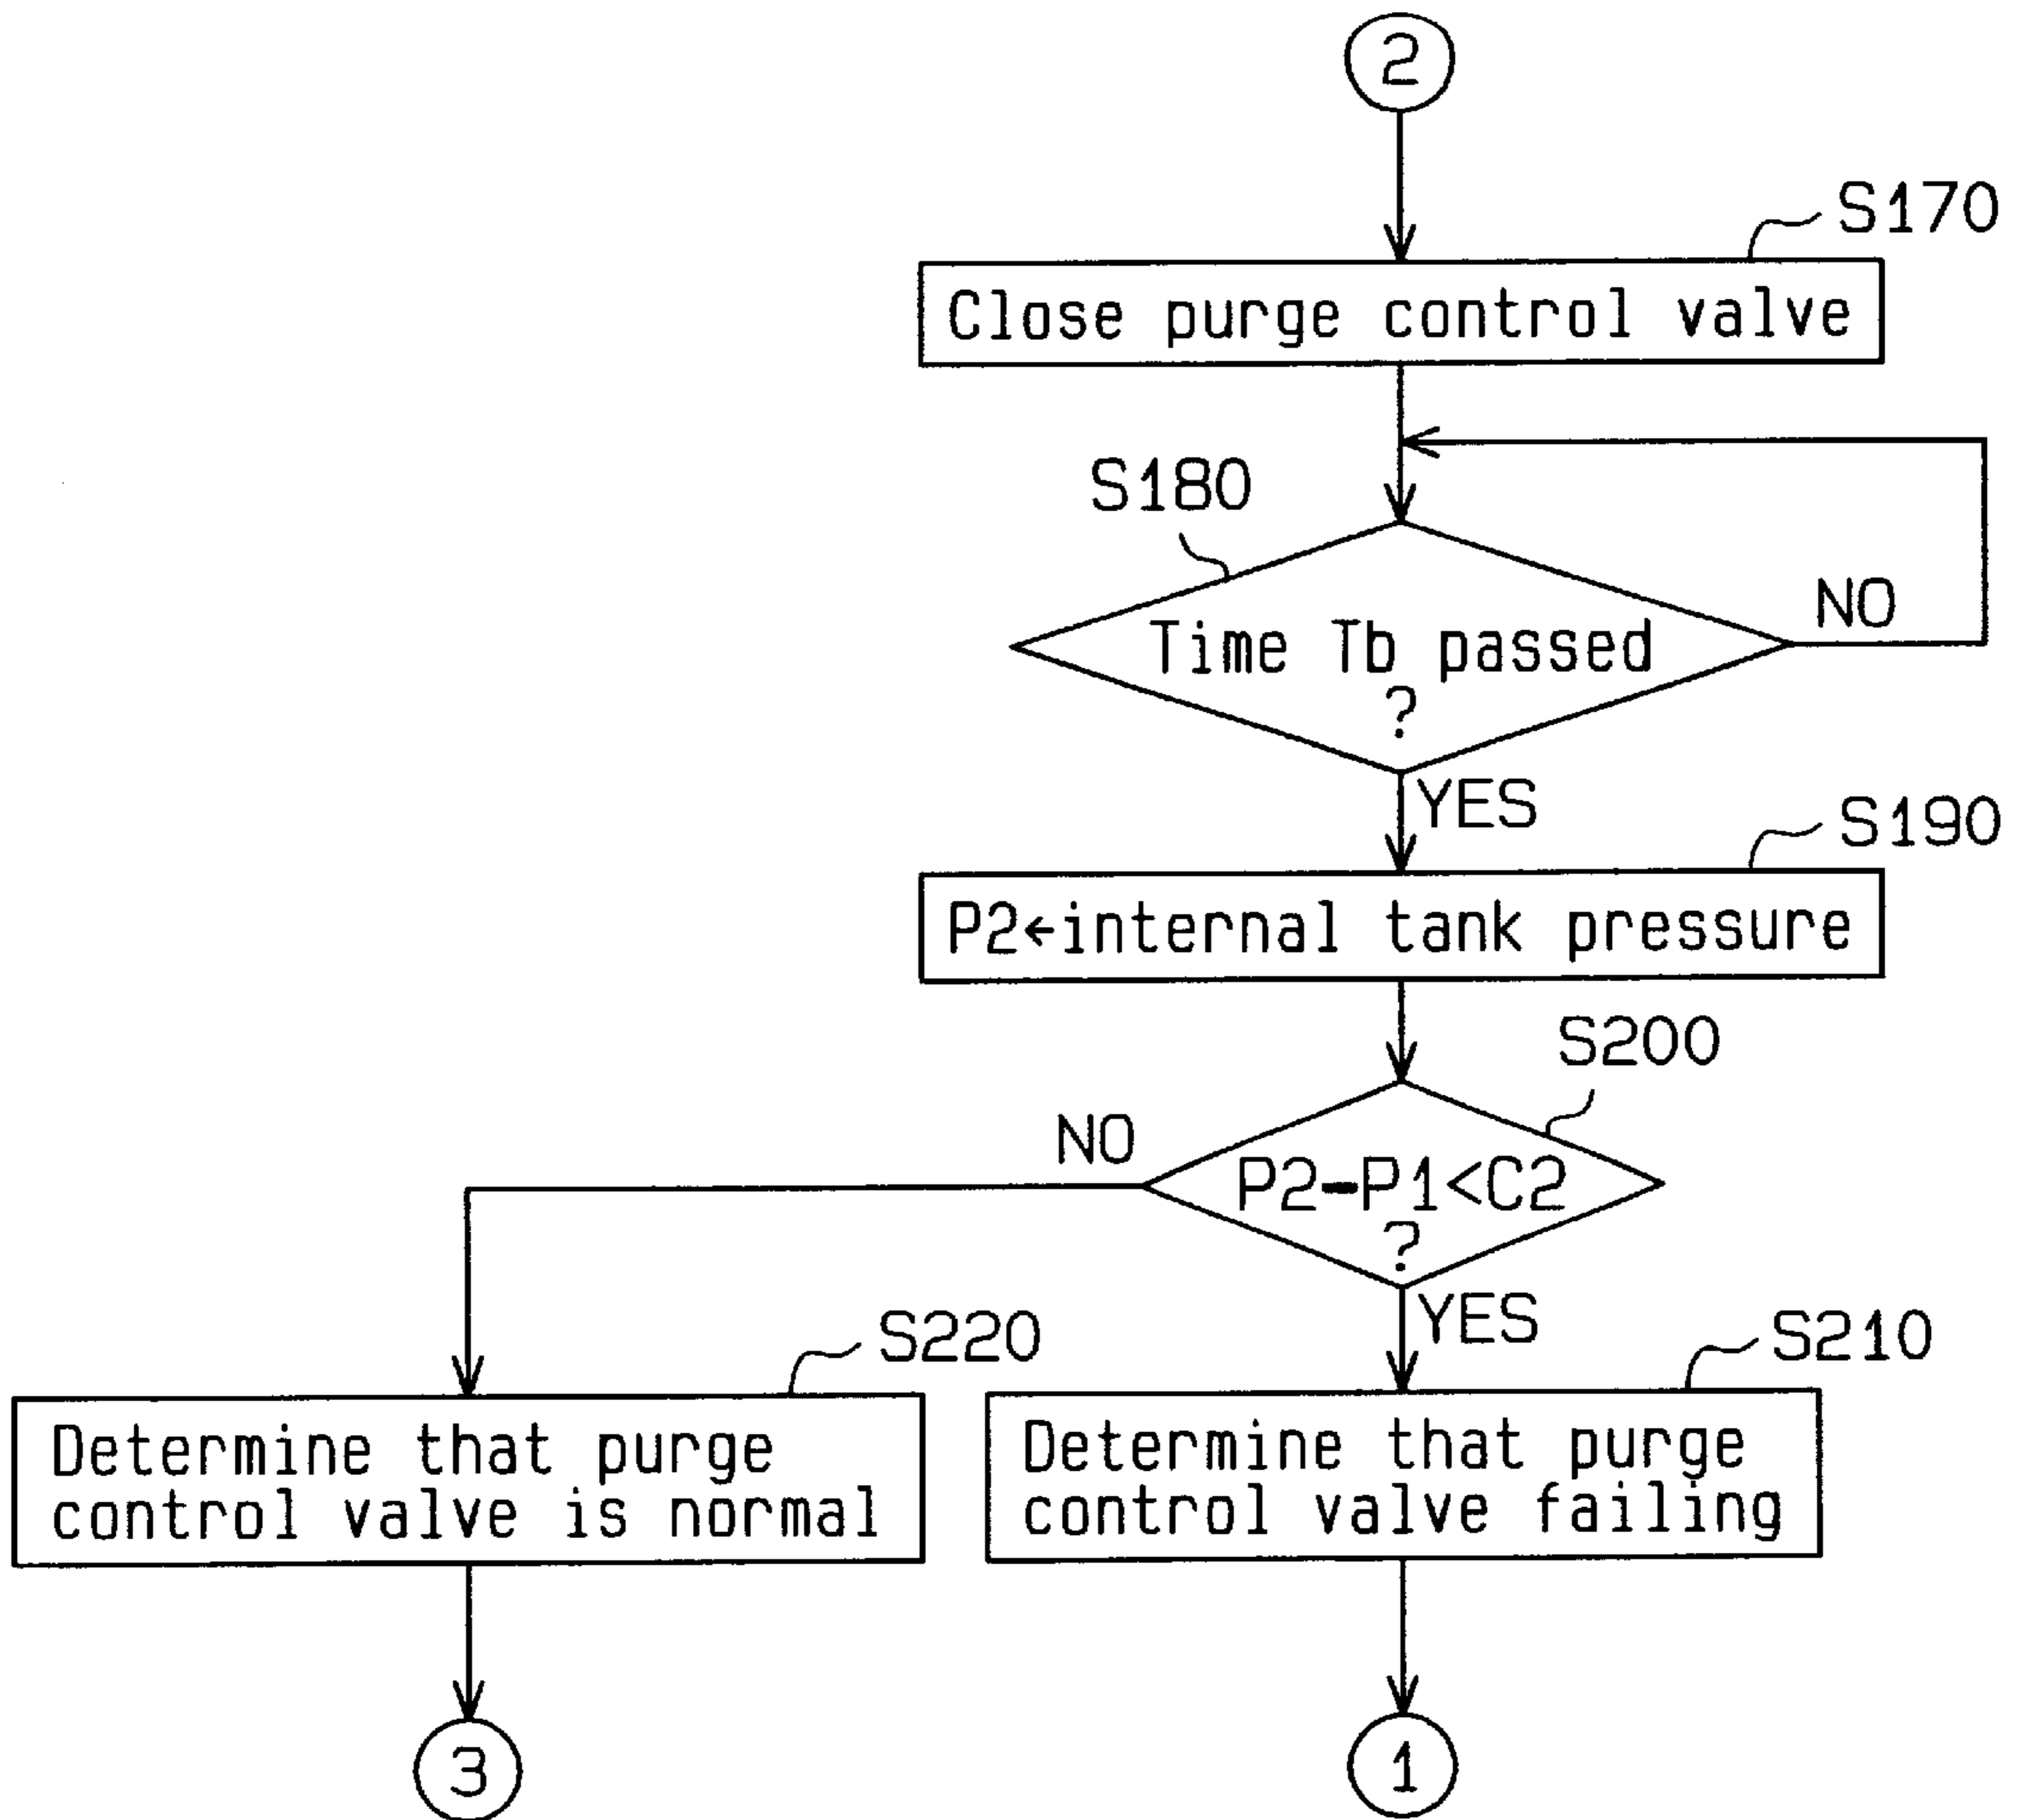 2
S170
Close purge control valve
S180
NO
Time Tb passed
?
YES
S190
P2←internal tank pressure
S200
NO
P2-P1<C2
?
YES
S220
S210
Determine that purge
control valve is normal
Determine that purge
control valve failing
3
1